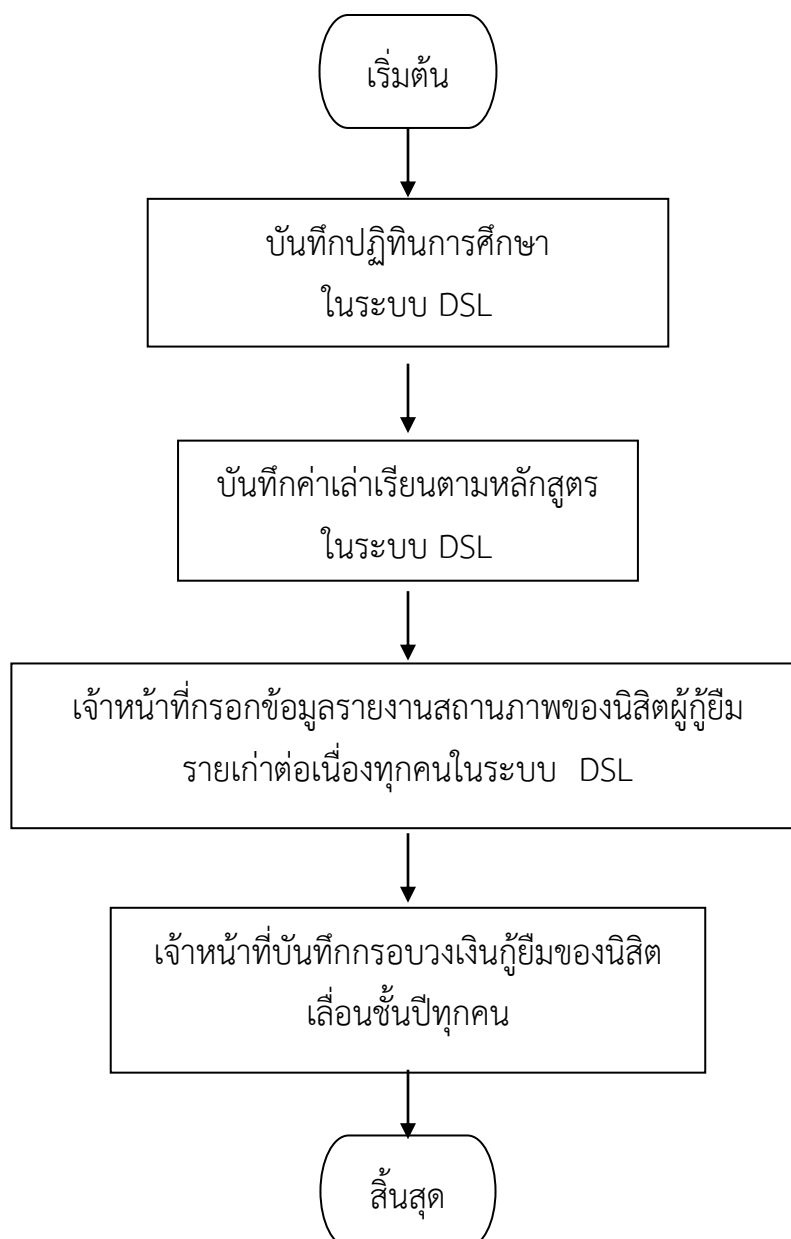 เริ่มต้น
บันทึกปฏิทินการศึกษา
ในระบบ DSL
บันทึกค่าเล่าเรียนตามหลักสูตร
ในระบบ DSL
เจ้าหน้าที่กรอกข้อมูลรายงานสถานภาพของนิสิตผู้กู้ยืม
รายเก่าต่อเนื่องทุกคนในระบบ DSL
เจ้าหน้าที่บันทึกกรอบวงเงินกู้ยืมของนิสิต
เลื่อนชั้นปีทุกคน
สิ้นสุด